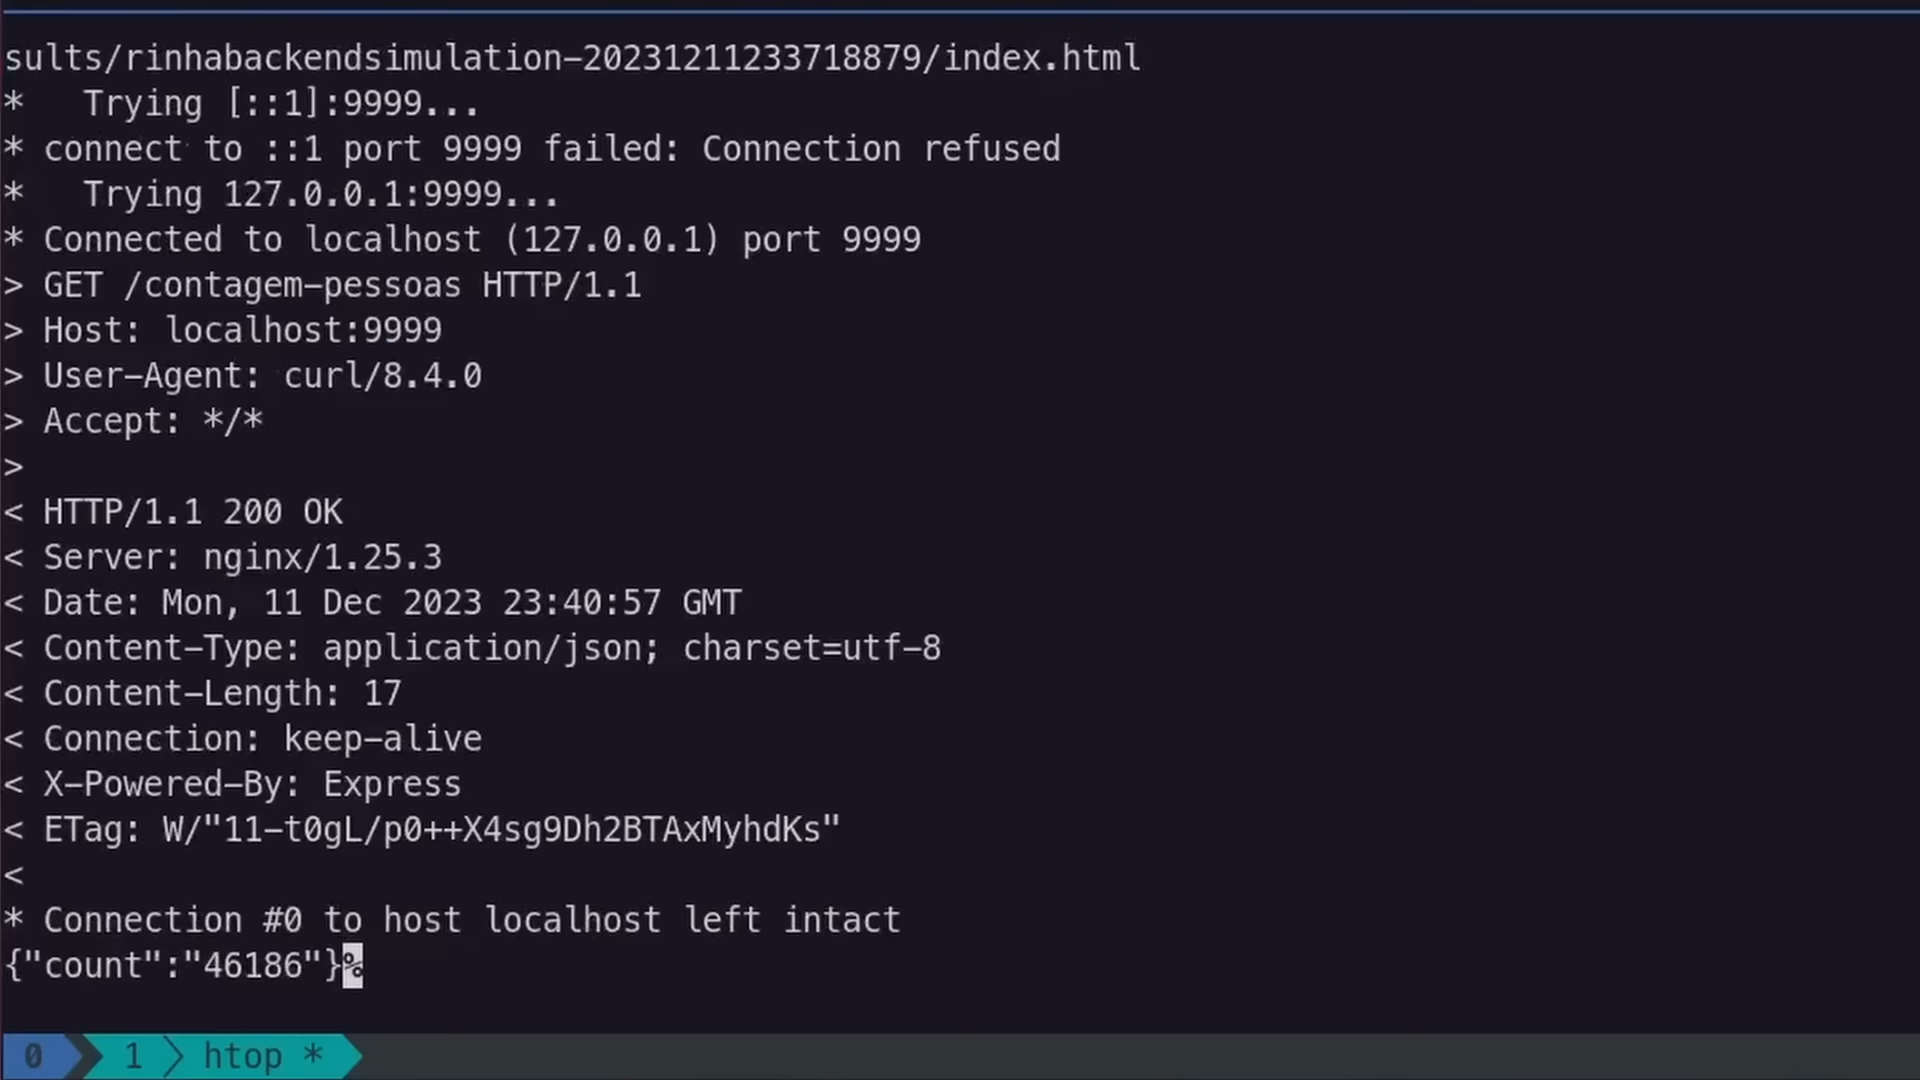 sults/rinhabackendsimulation-20231211233718879/index.html
*   Trying [::1]:9999...
* connect to ::1 port 9999 failed: Connection refused
*   Trying 127.0.0.1:9999...
* Connected to localhost (127.0.0.1) port 9999
> GET /contagem-pessoas HTTP/1.1
> Host: localhost:9999
> User-Agent: curl/8.4.0
> Accept: */*
>
< HTTP/1.1 200 OK
< Server: nginx/1.25.3
< Date: Mon, 11 Dec 2023 23:40:57 GMT
< Content-Type: application/json; charset=utf-8
< Content-Length: 17
< Connection: keep-alive
< X-Powered-By: Express
< ETag: W/"11-t0gL/p0++X4sg9Dh2BTAxMyhdKs"
<
* Connection #0 to host localhost left intact
{"count":"46186"}%
0 1 htop *